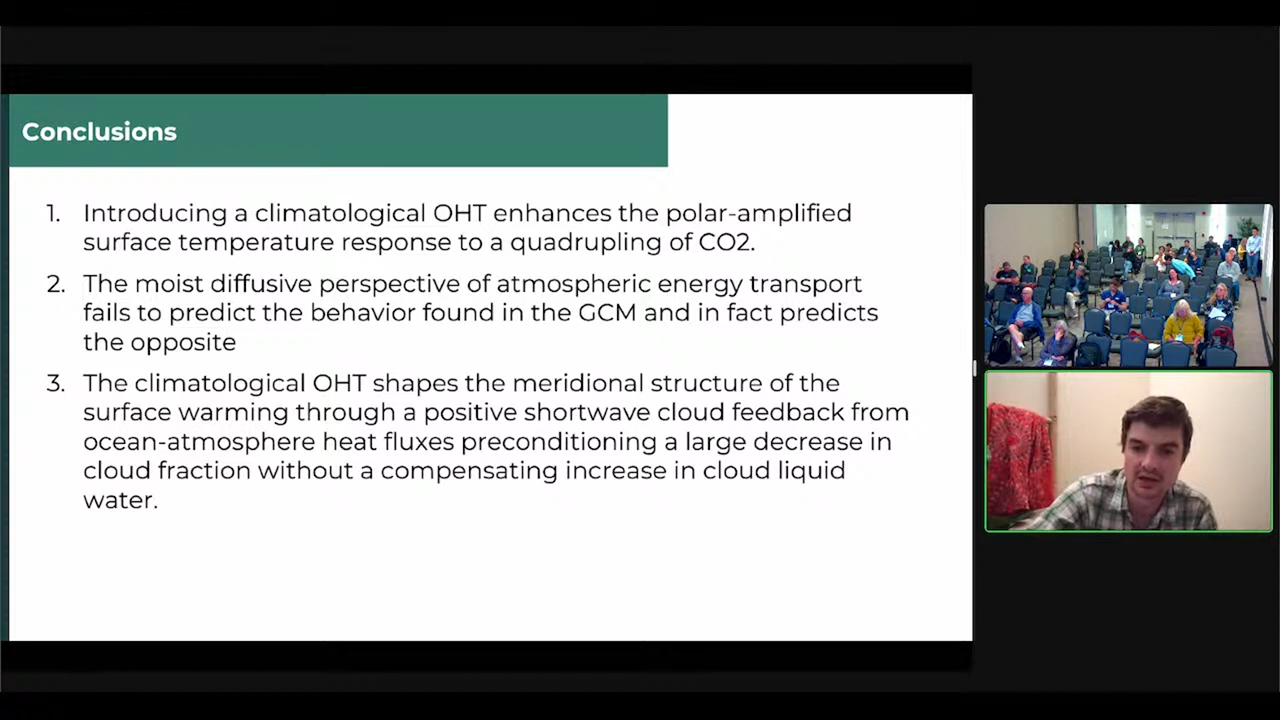 Conclusions
1. Introducing a climatological OHT enhances the polar-amplified
surface temperature response to a quadrupling of CO2.
2. The moist diffusive perspective of atmospheric energy transport
fails to predict the behavior found in the GCM and in fact predicts
the opposite
3. The climatological OHT shapes the meridional structure of the
surface warming through a positive shortwave cloud feedback from
ocean-atmosphere heat fluxes preconditioning a large decrease in
cloud fraction without a compensating increase in cloud liquid
water.